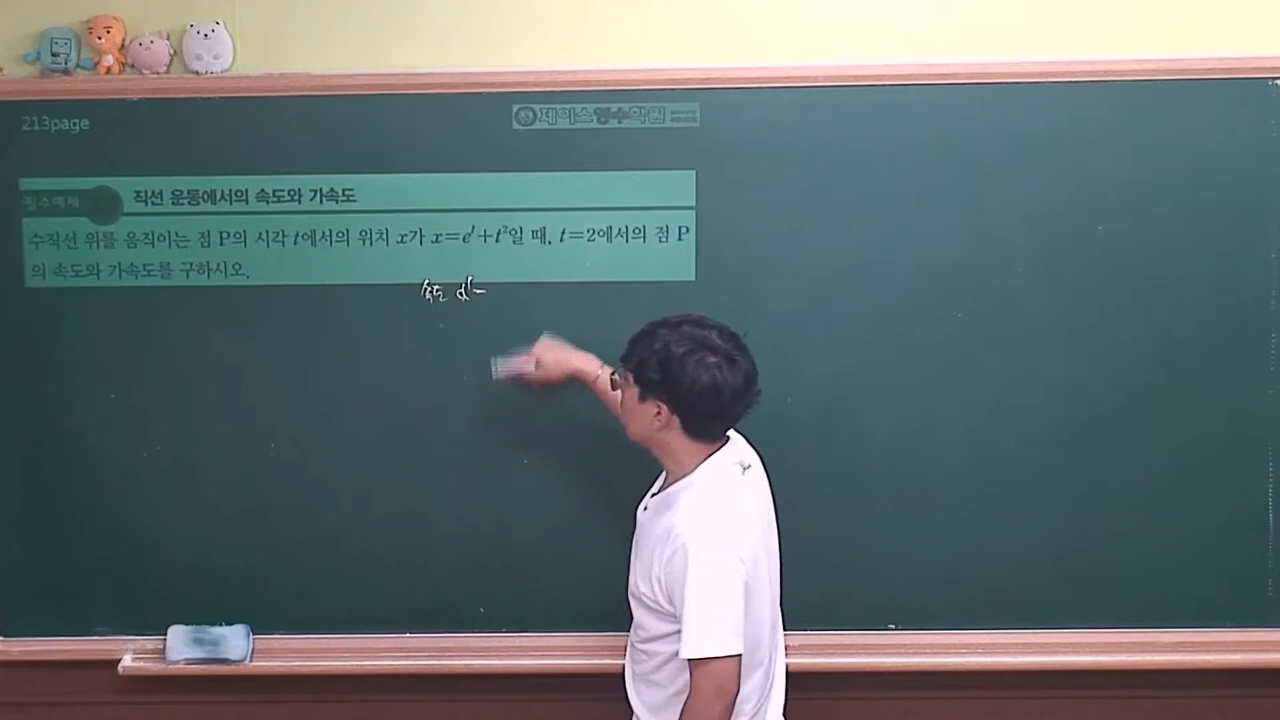 213page
제이스영수학원
필수예제 직선 운동에서의 속도와 가속도
수직선 위를 움직이는 점 P의 시각 t에서의 위치 x가 x=eᵗ+t²일 때, t=2에서의 점 P
의 속도와 가속도를 구하시오.
속도 x'=